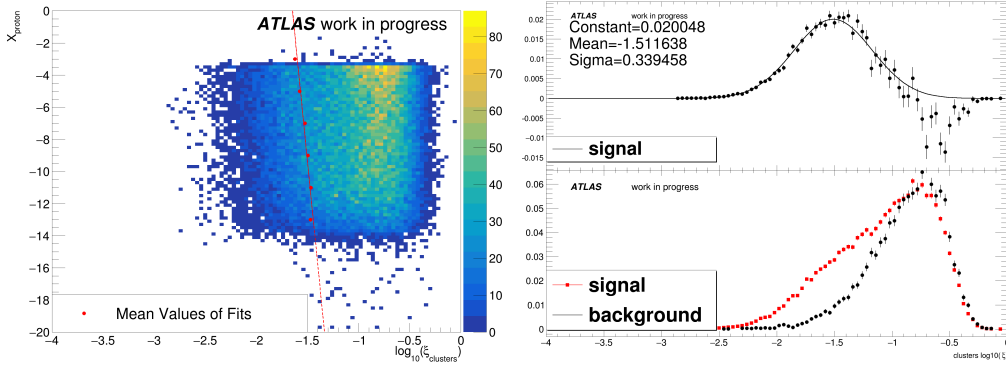 ATLAS work in progress
X_proton
0
−2
−4
−6
−8
−10
−12
−14
−16
−18
−20
Mean Values of Fits
−4 −3.5 −3 −2.5 −2 −1.5 −1 −0.5 0
log10(ξclusters)
80
70
60
50
40
30
20
10
0
ATLAS work in progress
Constant=0.020048
Mean=-1.511638
Sigma=0.339458
0.02
0.015
0.01
0.005
0
−0.005
−0.01
−0.015
signal
ATLAS work in progress
0.06
0.05
0.04
0.03
0.02
0.01
0
signal
background
−4 −3.5 −3 −2.5 −2 −1.5 −1 −0.5
clusters log10(ξ